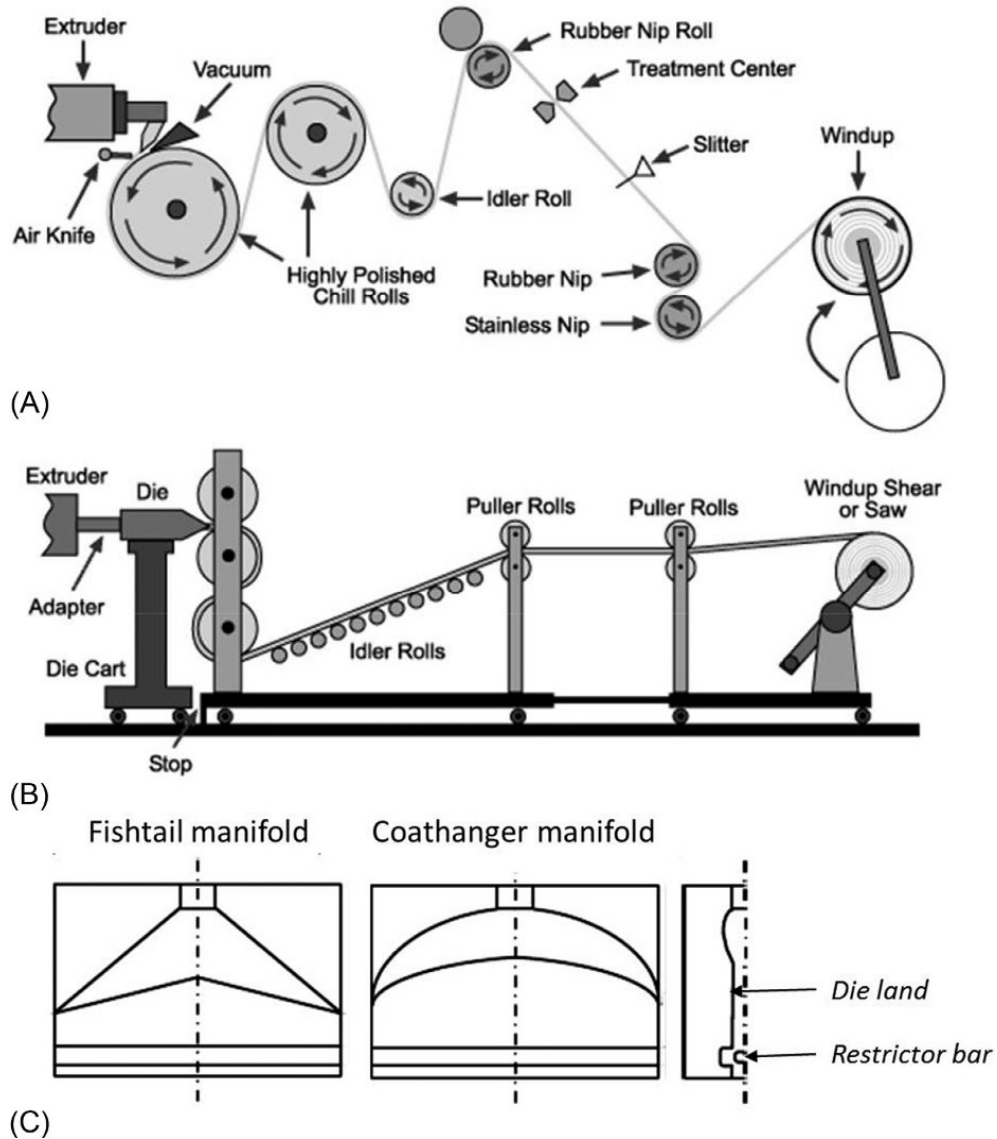 Extruder
Vacuum
Air Knife
Highly Polished
Chill Rolls
Idler Roll
Rubber Nip Roll
Treatment Center
Slitter
Rubber Nip
Stainless Nip
Windup
(A)
Extruder
Die
Adapter
Die Cart
Stop
Idler Rolls
Puller Rolls
Puller Rolls
Windup Shear
or Saw
(B)
Fishtail manifold
Coathanger manifold
Die land
Restrictor bar
(C)